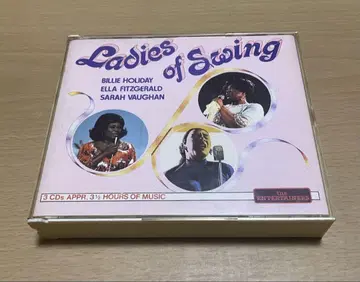 Ladies
of Swing
BILLIE HOLIDAY
ELLA FITZGERALD
SARAH VAUGHAN
3 CDs APPR. 3½ HOURS OF MUSIC
THE
ENTERTAINERS